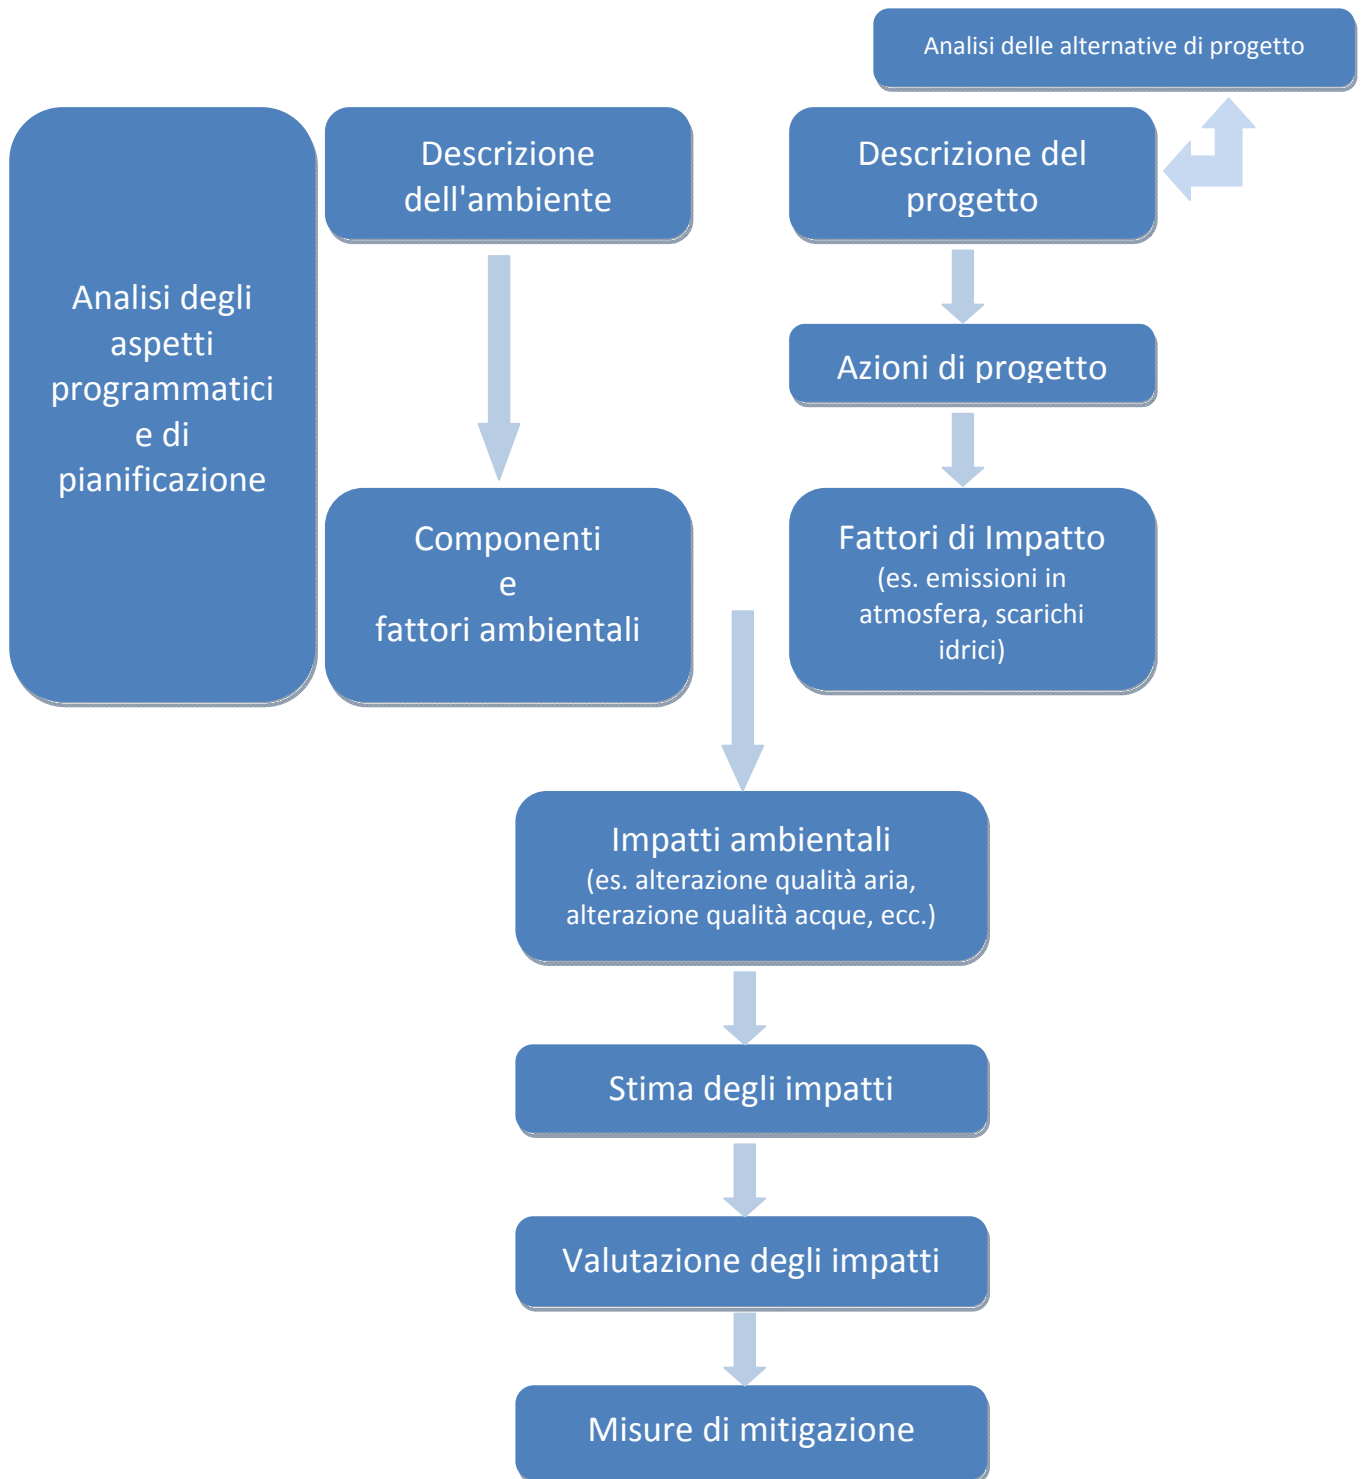 Analisi delle alternative di progetto
Analisi degli
aspetti
programmatici
e di
pianificazione
Descrizione
dell'ambiente
Descrizione del
progetto
Azioni di progetto
Componenti
e
fattori ambientali
Fattori di Impatto
(es. emissioni in
atmosfera, scarichi
idrici)
Impatti ambientali
(es. alterazione qualità aria,
alterazione qualità acque, ecc.)
Stima degli impatti
Valutazione degli impatti
Misure di mitigazione